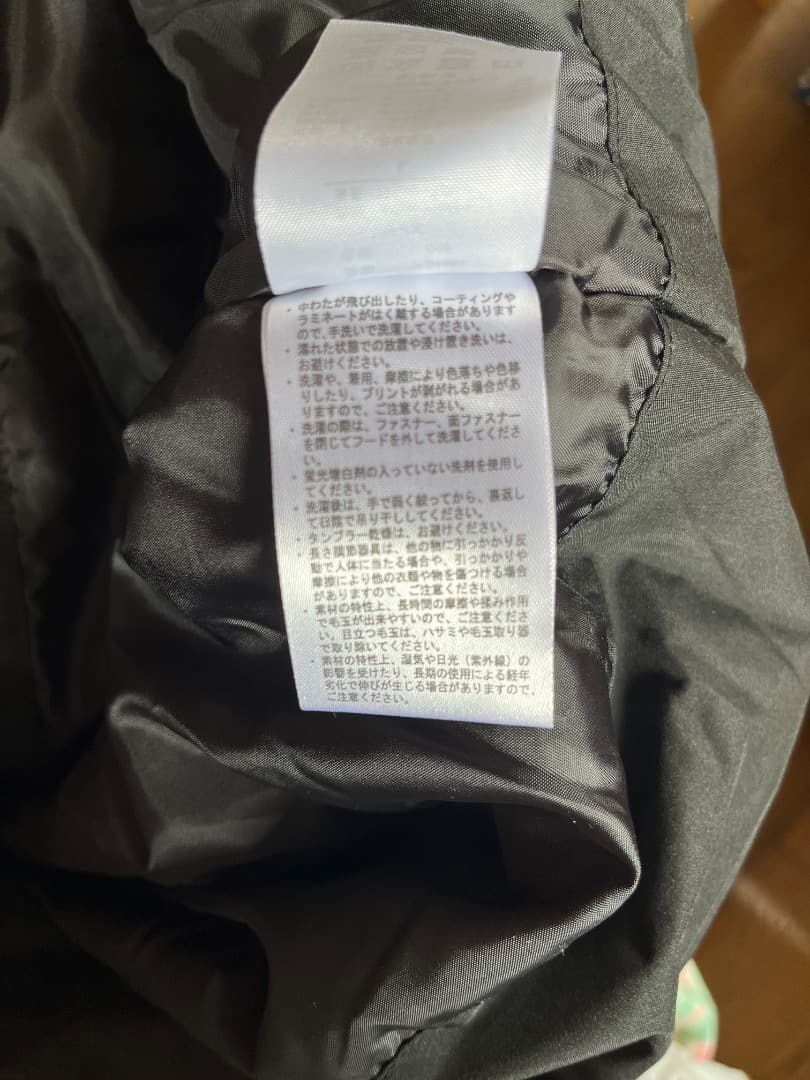 ・中わたが飛び出したり、コーティングや
ラミネートがはく離する場合があります
ので、手洗いで洗濯してください。
・濡れた状態での放置や浸け置き洗いは、
お避けください。
・洗濯や、着用、摩擦により色落ちや色移
りしたり、プリントが剥がれる場合があ
りますので、ご注意ください。
・洗濯の際は、ファスナー、面ファスナー
を閉じてフードを外して洗濯してくださ
い。
・蛍光増白剤の入っていない洗剤を使用し
てください。
・洗濯後は、手で弱く絞ってから、裏返し
て日陰で吊り干ししてください。
・タンブラー乾燥は、お避けください。
・長さ調節器具は、他の物に引っかかり反
動で人体に当たる場合や、引っかかりや
摩擦により他の衣類や物を傷つける場合
がありますので、ご注意ください。
・素材の特性上、長時間の摩擦や揉み作用
で毛玉が出来やすいので、ご注意くださ
い。目立つ毛玉は、ハサミや毛玉取り器
で取り除いてください。
・素材の特性上、湿気や日光（紫外線）の
影響を受けたり、長期の使用による経年
劣化で伸びが生じる場合がありますので、
ご注意ください。